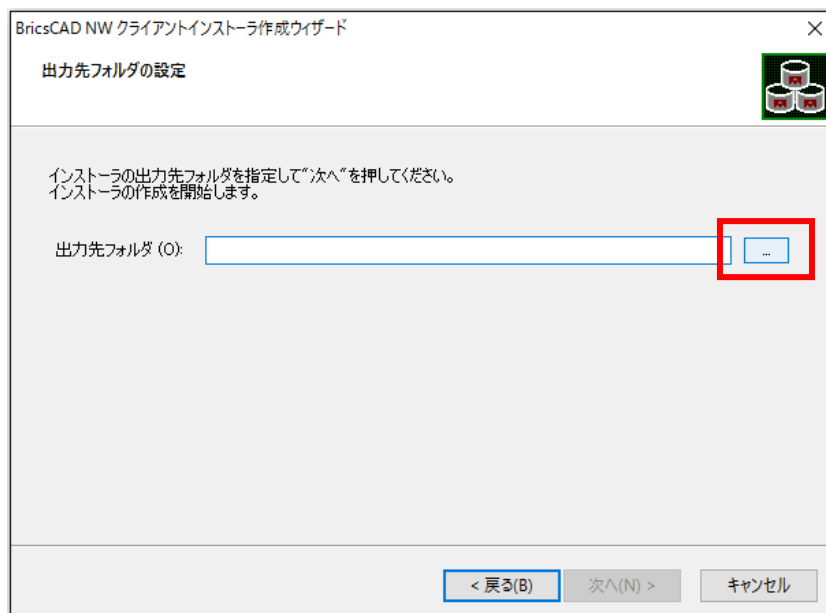 BricsCAD NW クライアントインストーラ作成ウィザード
出力先フォルダの設定
インストーラの出力先フォルダを指定して"次へ"を押してください。
インストーラの作成を開始します。
出力先フォルダ (O):
...
< 戻る(B)
次へ(N) >
キャンセル